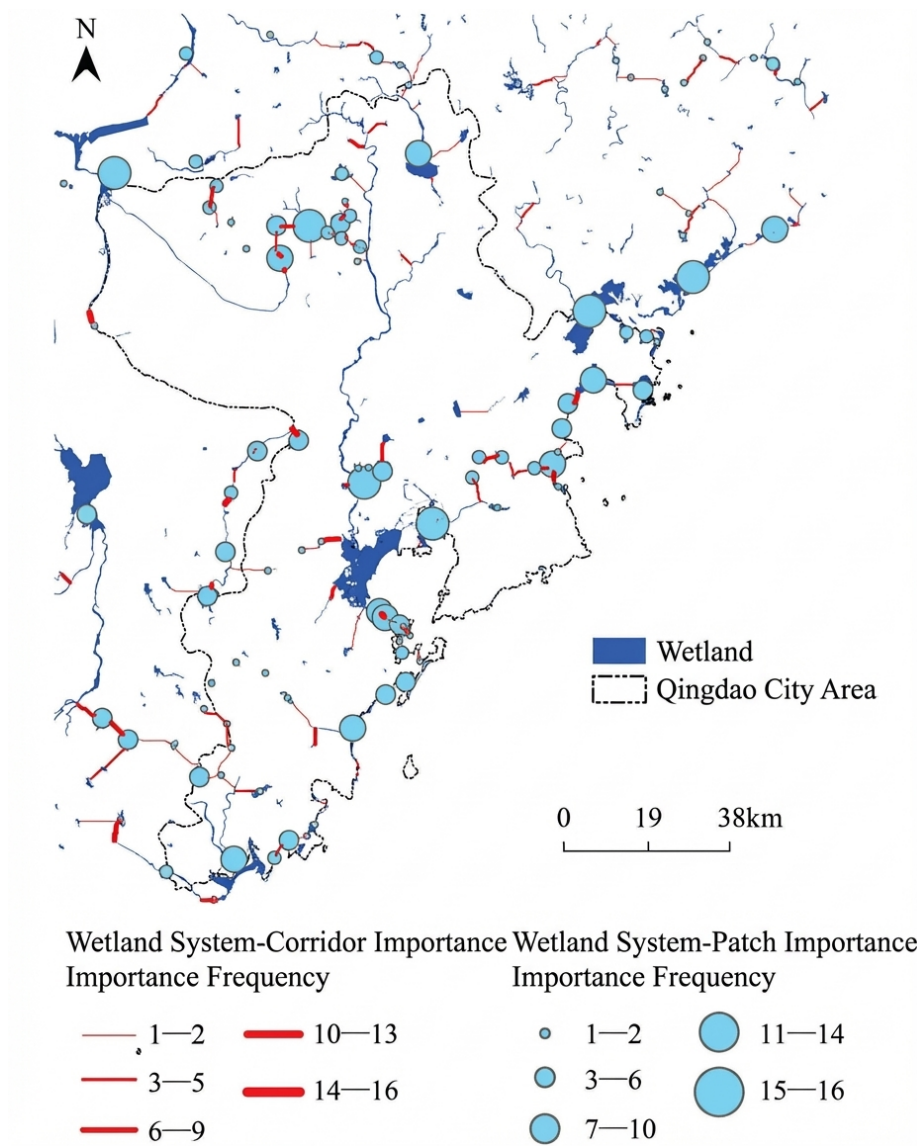 N
Wetland
Qingdao City Area
0 19 38km
Wetland System-Corridor Importance
Importance Frequency
1—2
3—5
6—9
10—13
14—16
Wetland System-Patch Importance
Importance Frequency
1—2
3—6
7—10
11—14
15—16